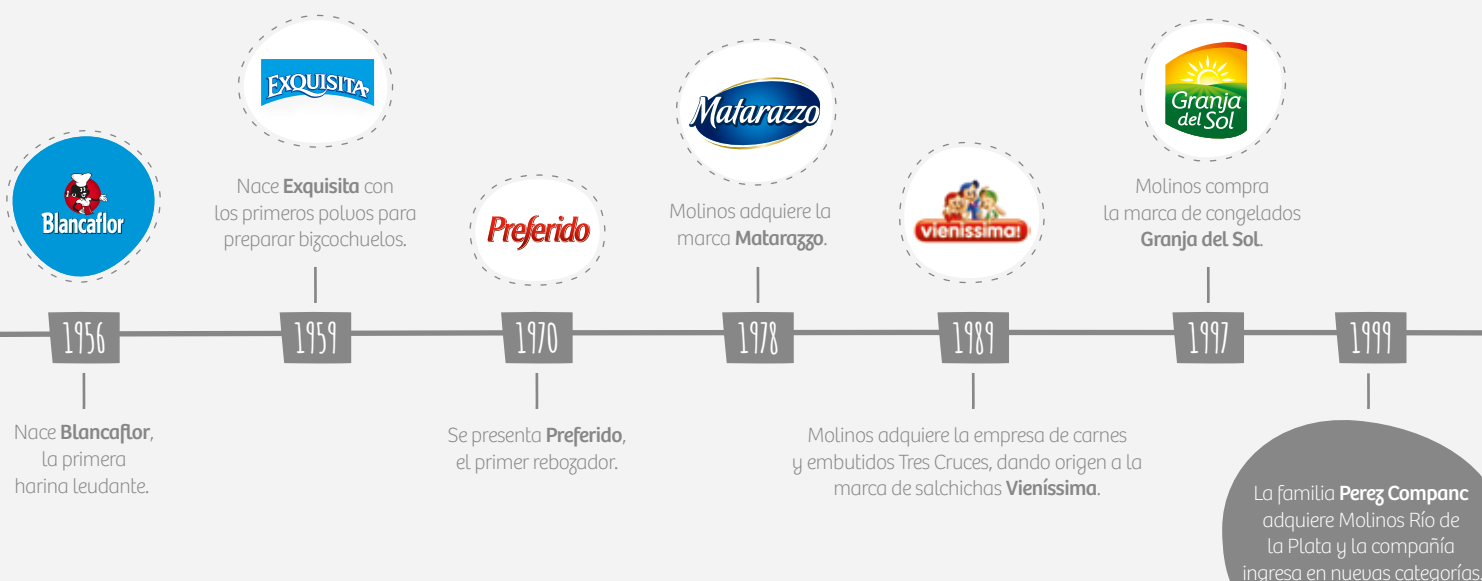 Blancaflor
1956
Nace Blancaflor,
la primera
harina leudante.
EXQUISITA
Nace Exquisita con
los primeros polvos para
preparar bizcochuelos.
1959
Preferido
1970
Se presenta Preferido,
el primer rebozador.
Matarazzo
Molinos adquiere la
marca Matarazzo.
1978
vieníssima!
1989
Molinos adquiere la empresa de carnes
y embutidos Tres Cruces, dando origen a la
marca de salchichas Vieníssima.
Granja
del Sol
Molinos compra
la marca de congelados
Granja del Sol.
1997
1999
La familia Perez Companc
adquiere Molinos Río de
la Plata y la compañía
ingresa en nuevas categorías